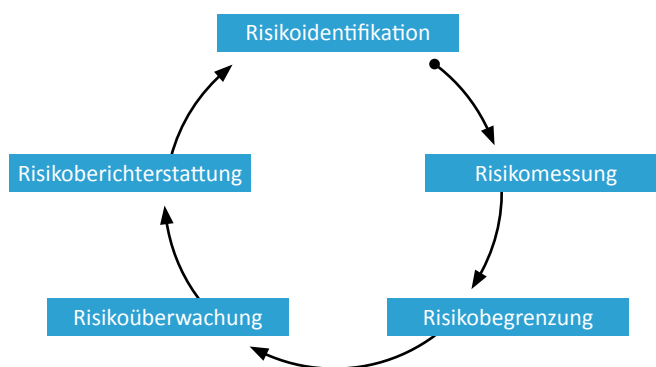 Risikoidentifikation
Risikomessung
Risikobegrenzung
Risikoüberwachung
Risikoberichterstattung